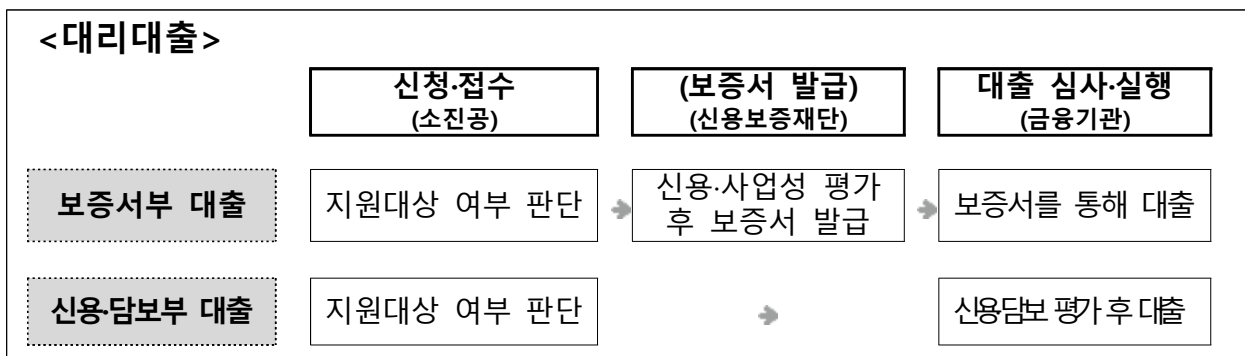 <대리대출>
신청·접수 (보증서 발급) 대출 심사·실행
(소진공) (신용보증재단) (금융기관)
보증서부 대출 지원대상 여부 판단 신용·사업성 평가 후 보증서 발급 보증서를 통해 대출
신용·담보부 대출 지원대상 여부 판단 신용담보 평가 후 대출